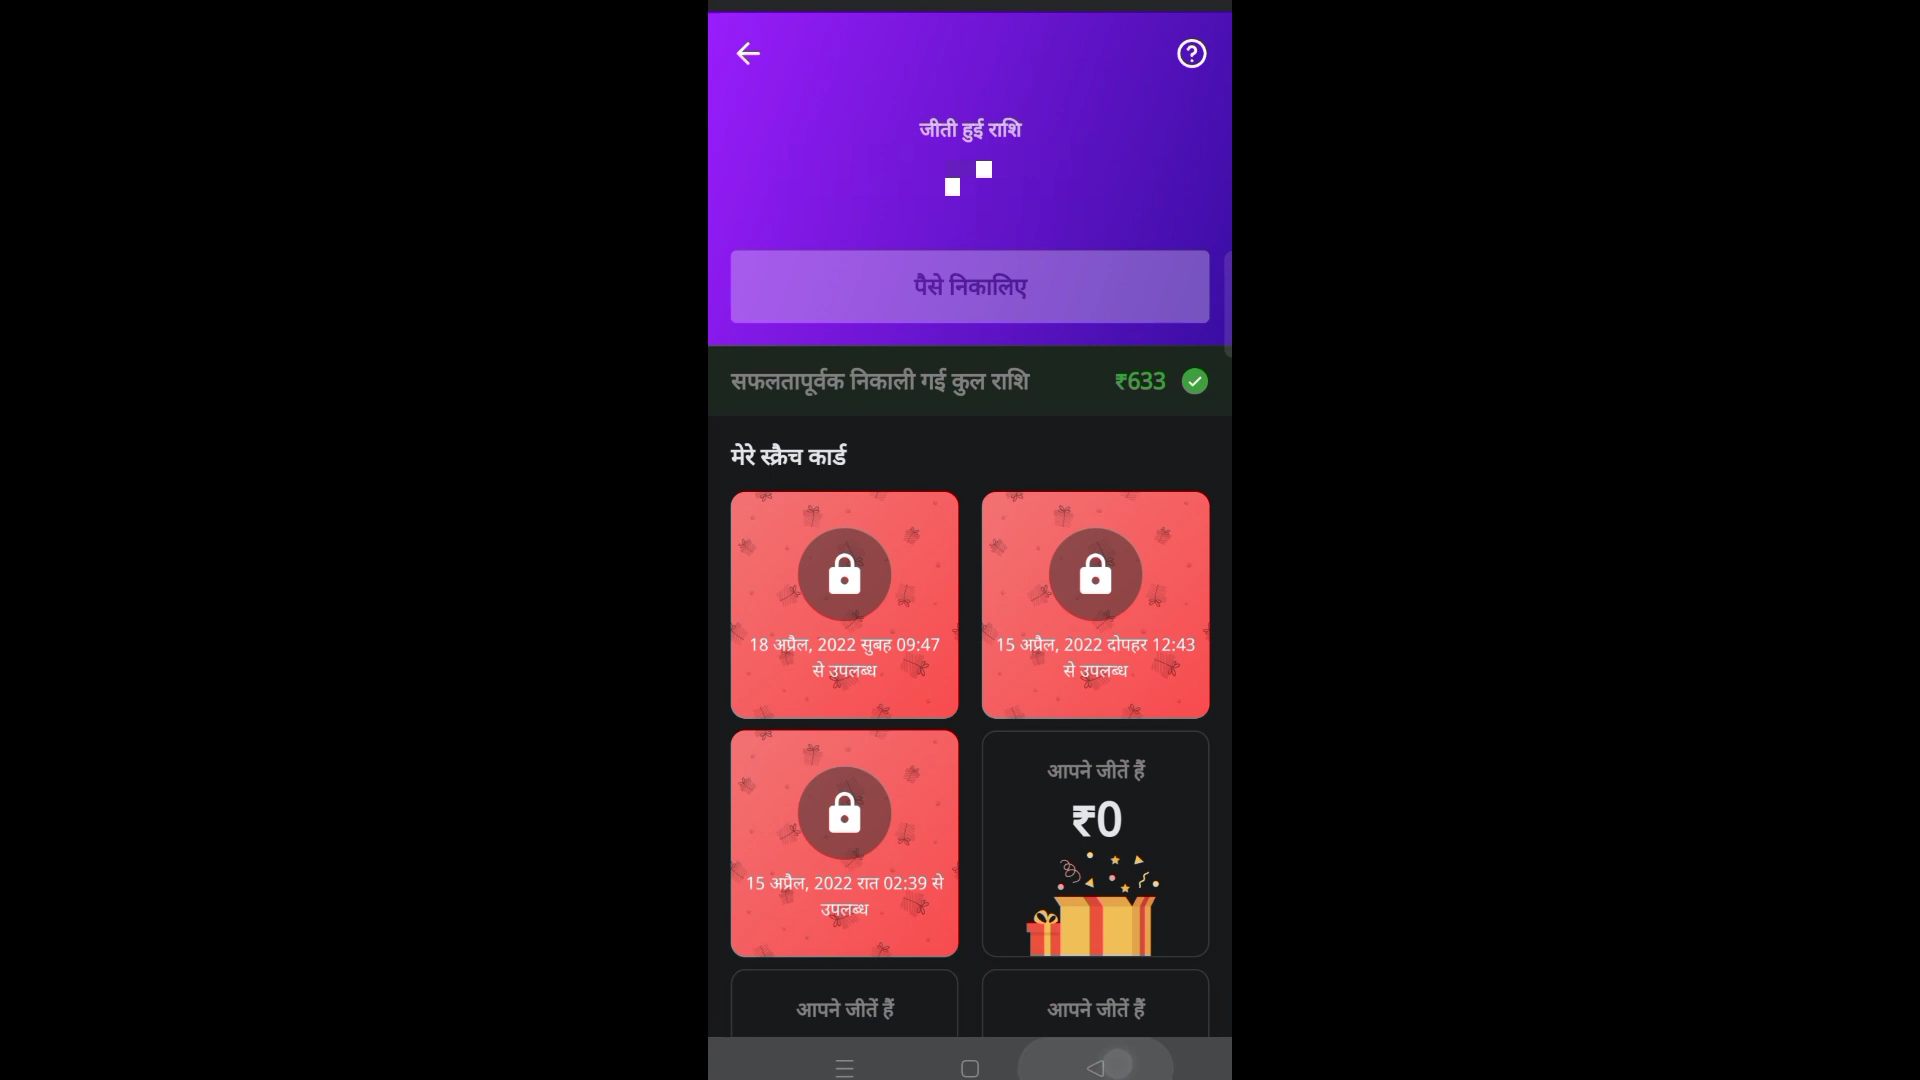 जीती हुई राशि
पैसे निकालिए
सफलतापूर्वक निकाली गई कुल राशि ₹633
मेरे स्क्रैच कार्ड
18 अप्रैल, 2022 सुबह 09:47
से उपलब्ध
15 अप्रैल, 2022 दोपहर 12:43
से उपलब्ध
15 अप्रैल, 2022 रात 02:39 से
उपलब्ध
आपने जीतें हैं
₹0
आपने जीतें हैं
आपने जीतें हैं